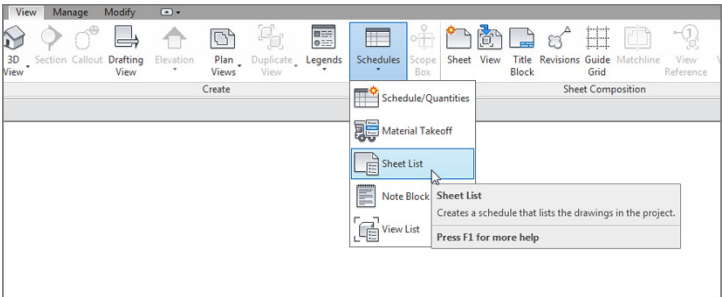 View Manage Modify
3D View
Section
Callout
Drafting View
Elevation
Plan Views
Duplicate View
Legends
Schedules
Scope Box
Sheet
View
Title Block
Revisions
Guide Grid
Matchline
View Reference
Create
Sheet Composition
Schedule/Quantities
Material Takeoff
Sheet List
Note Block
View List
Sheet List
Creates a schedule that lists the drawings in the project.
Press F1 for more help